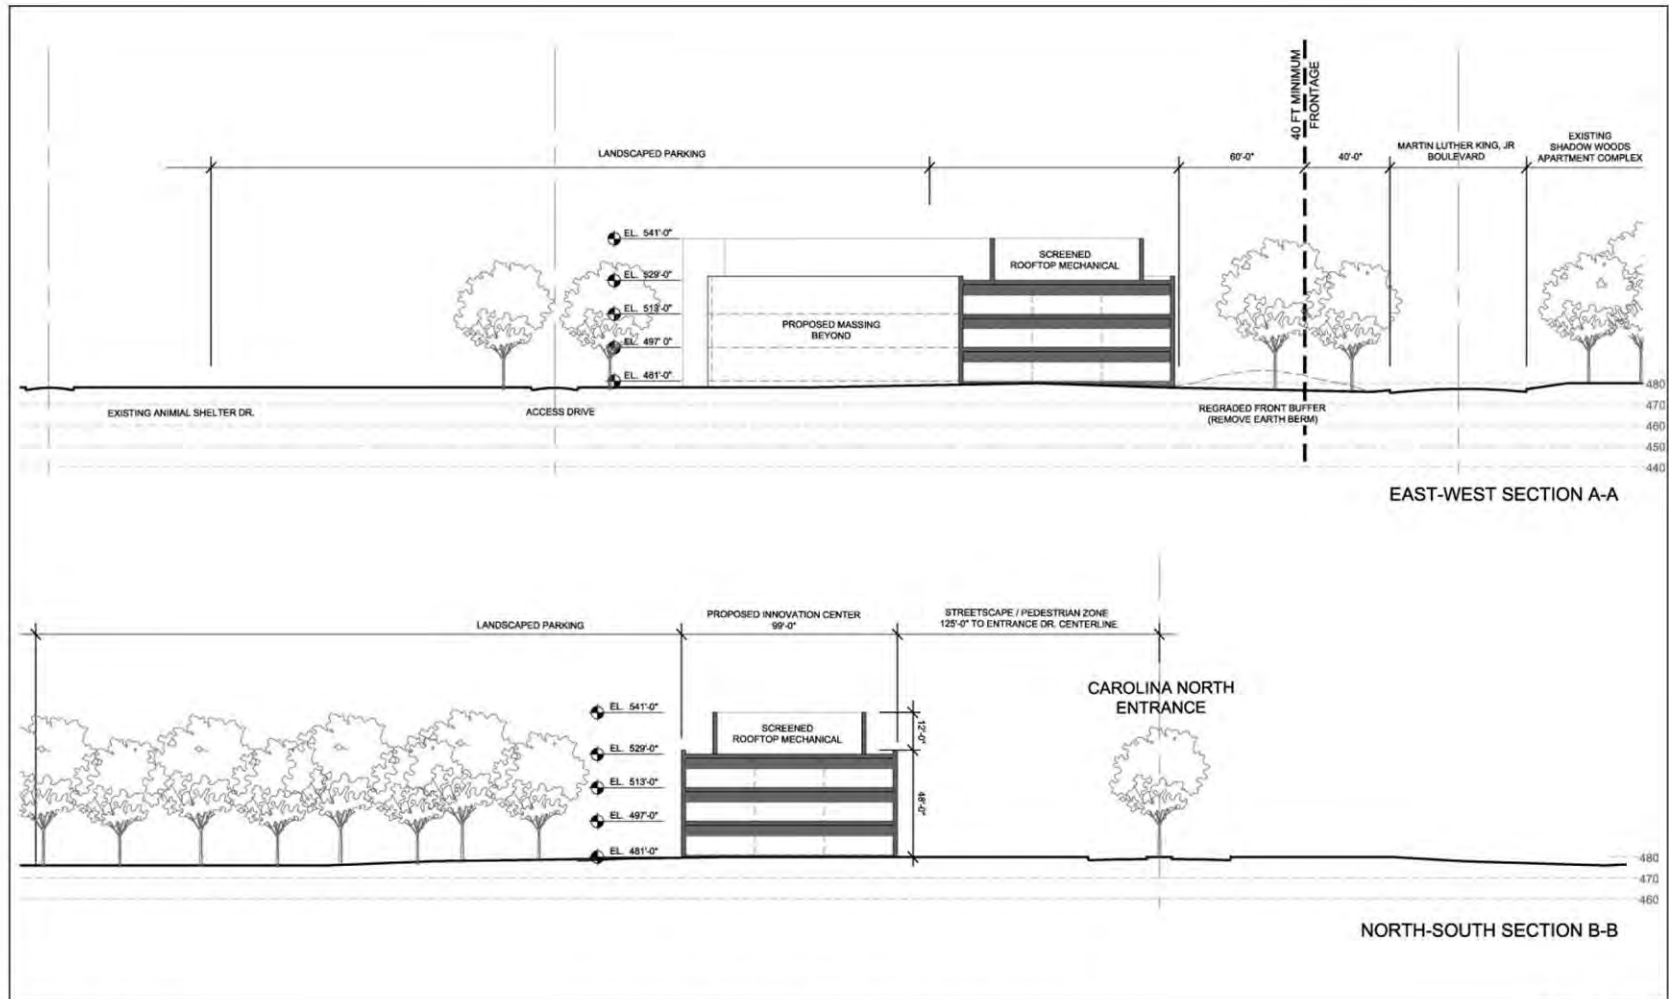 40 FT MINIMUM
FRONTAGE
LANDSCAPED PARKING
60'-0"
40'-0"
MARTIN LUTHER KING, JR
BOULEVARD
EXISTING
SHADOW WOODS
APARTMENT COMPLEX
EL. 541'-0"
EL. 529'-0"
EL. 513'-0"
EL. 497'-0"
EL. 481'-0"
SCREENED
ROOFTOP MECHANICAL
PROPOSED MASSING
BEYOND
EXISTING ANIMIAL SHELTER DR.
ACCESS DRIVE
REGRADED FRONT BUFFER
(REMOVE EARTH BERM)
480
470
460
450
440
EAST-WEST SECTION A-A
LANDSCAPED PARKING
PROPOSED INNOVATION CENTER
99'-0"
STREETSCAPE / PEDESTRIAN ZONE
125'-0" TO ENTRANCE DR. CENTERLINE
CAROLINA NORTH
ENTRANCE
EL. 541'-0"
EL. 529'-0"
EL. 513'-0"
EL. 497'-0"
EL. 481'-0"
SCREENED
ROOFTOP MECHANICAL
12'-0"
48'-0"
480
470
460
NORTH-SOUTH SECTION B-B